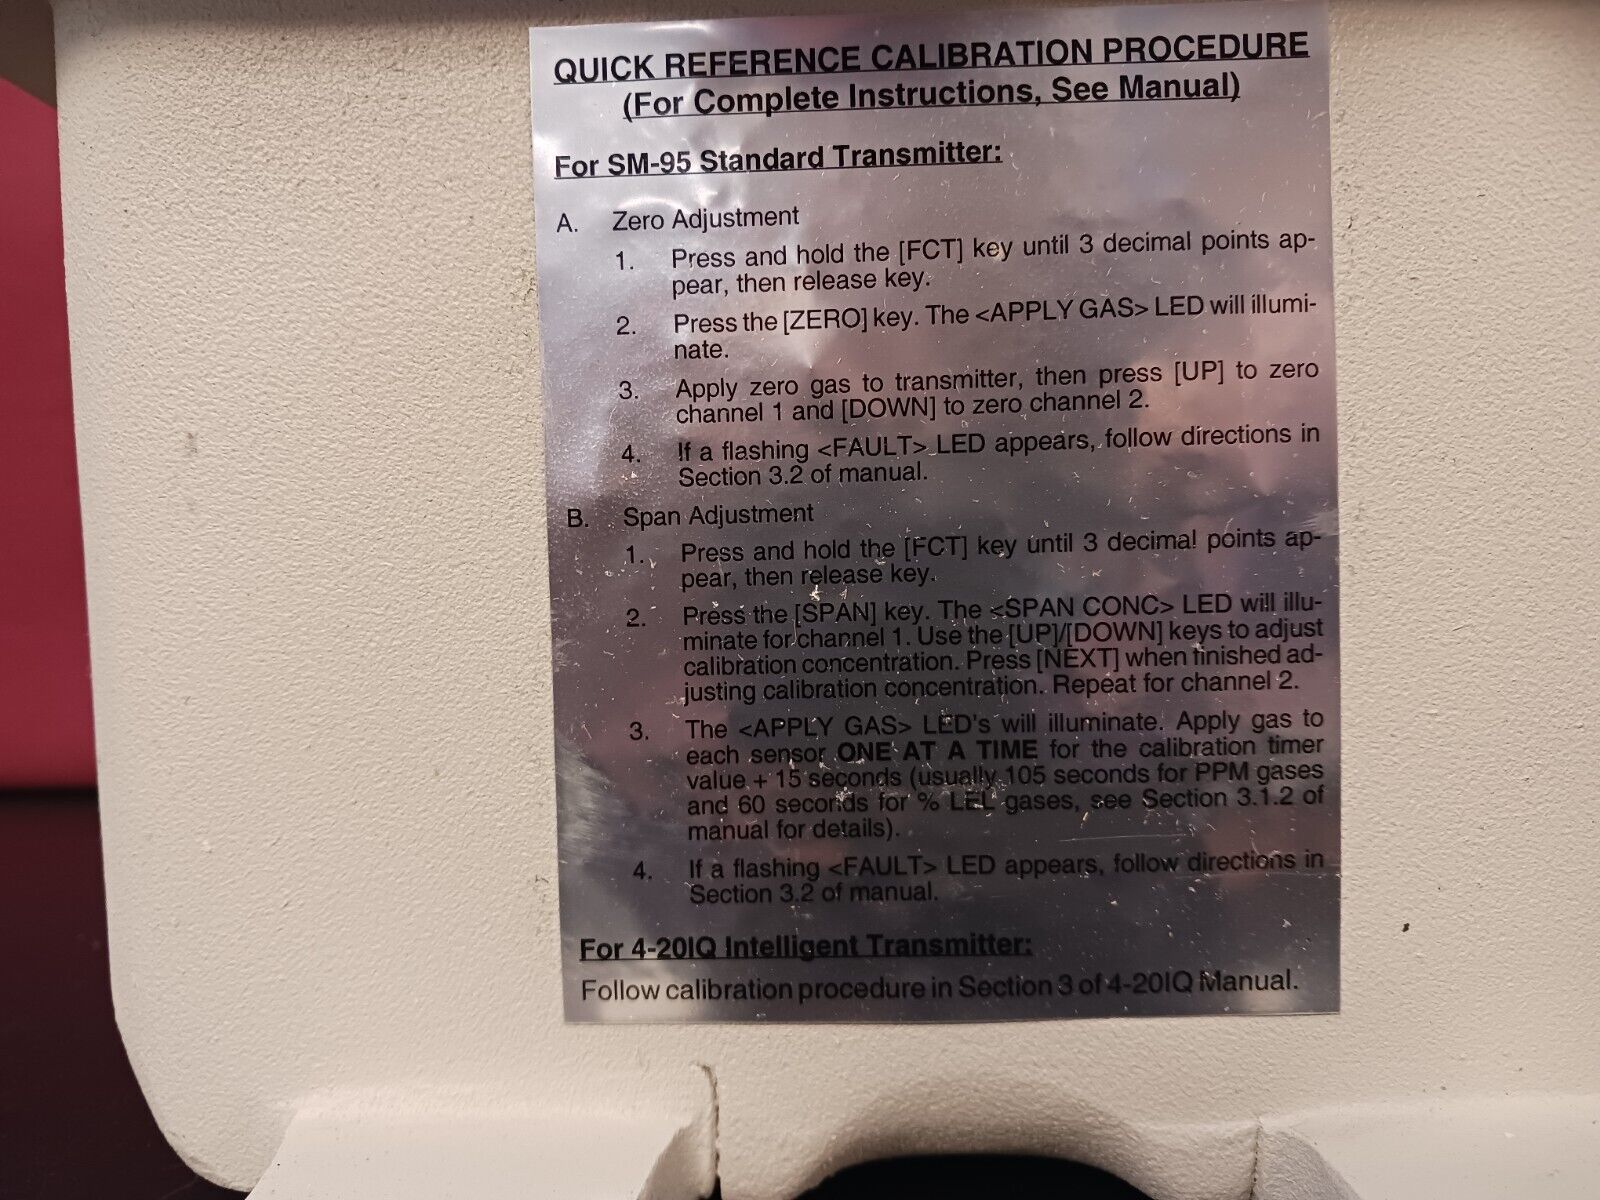 QUICK REFERENCE CALIBRATION PROCEDURE
(For Complete Instructions, See Manual)
For SM-95 Standard Transmitter:
A. Zero Adjustment
1. Press and hold the [FCT] key until 3 decimal points ap-
pear, then release key.
2. Press the [ZERO] key. The <APPLY GAS> LED will illumi-
nate.
3. Apply zero gas to transmitter, then press [UP] to zero
channel 1 and [DOWN] to zero channel 2.
4. If a flashing <FAULT> LED appears, follow directions in
Section 3.2 of manual.
B. Span Adjustment
1. Press and hold the [FCT] key until 3 decimal points ap-
pear, then release key.
2. Press the [SPAN] key. The <SPAN CONC> LED will illu-
minate for channel 1. Use the [UP]/[DOWN] keys to adjust
calibration concentration. Press [NEXT] when finished ad-
justing calibration concentration. Repeat for channel 2.
3. The <APPLY GAS> LED's will illuminate. Apply gas to
each sensor ONE AT A TIME for the calibration timer
value + 15 seconds (usually 105 seconds for PPM gases
and 60 seconds for % LEL gases, see Section 3.1.2 of
manual for details).
4. If a flashing <FAULT> LED appears, follow directions in
Section 3.2 of manual.
For 4-20IQ Intelligent Transmitter:
Follow calibration procedure in Section 3 of 4-20IQ Manual.